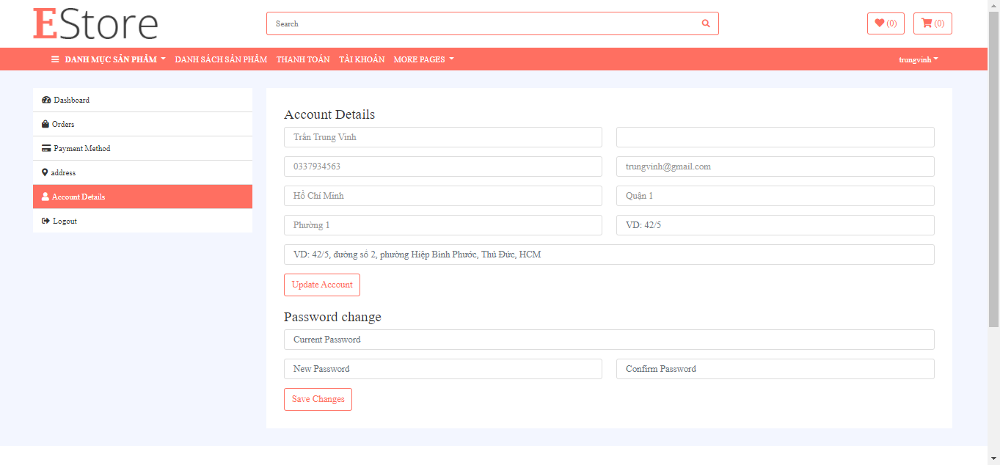 EStore
Search
(0)
(0)
DANH MỤC SẢN PHẨM DANH SÁCH SẢN PHẨM THANH TOÁN TÀI KHOẢN MORE PAGES trungvinh
Dashboard
Orders
Payment Method
address
Account Details
Logout
Account Details
Trần Trung Vinh
0337934563 trungvinh@gmail.com
Hồ Chí Minh Quận 1
Phường 1 VD: 42/5
VD: 42/5, đường số 2, phường Hiệp Bình Phước, Thủ Đức, HCM
Update Account
Password change
Current Password
New Password Confirm Password
Save Changes